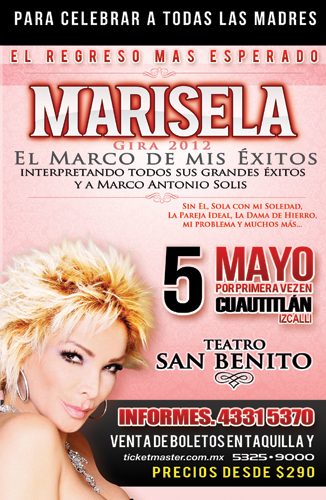 PARA CELEBRAR A TODAS LAS MADRES
EL REGRESO MAS ESPERADO
MARISELA
GIRA 2012
EL MARCO DE MIS ÉXITOS
INTERPRETANDO TODOS SUS GRANDES ÉXITOS
Y A MARCO ANTONIO SOLIS
SIN EL, SOLA CON MI SOLEDAD,
LA PAREJA IDEAL, LA DAMA DE HIERRO,
MI PROBLEMA Y MUCHOS MÁS...
5 MAYO
POR PRIMERA VEZ EN
CUAUTITLÁN
IZCALLI
TEATRO
SAN BENITO
INFORMES. 4331 5370
VENTA DE BOLETOS EN TAQUILLA Y
ticketmaster.com.mx 5325•9000
PRECIOS DESDE $290